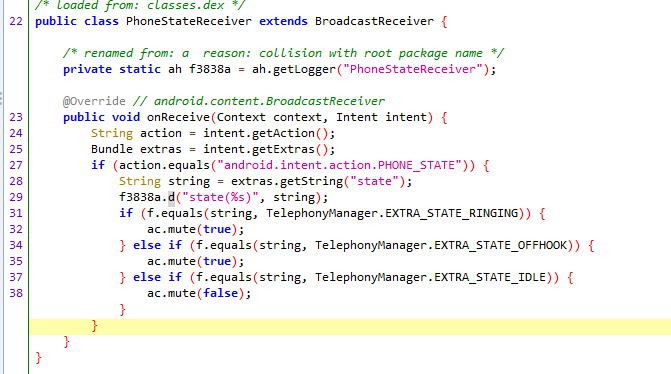 /* loaded from: classes.dex */
22 public class PhoneStateReceiver extends BroadcastReceiver {
/* renamed from: a  reason: collision with root package name */
private static ah f3838a = ah.getLogger("PhoneStateReceiver");
@Override // android.content.BroadcastReceiver
23 public void onReceive(Context context, Intent intent) {
24 String action = intent.getAction();
25 Bundle extras = intent.getExtras();
27 if (action.equals("android.intent.action.PHONE_STATE")) {
28 String string = extras.getString("state");
29 f3838a.d("state(%s)", string);
31 if (f.equals(string, TelephonyManager.EXTRA_STATE_RINGING)) {
32 ac.mute(true);
34 } else if (f.equals(string, TelephonyManager.EXTRA_STATE_OFFHOOK)) {
35 ac.mute(true);
37 } else if (f.equals(string, TelephonyManager.EXTRA_STATE_IDLE)) {
38 ac.mute(false);
}
}
}
}